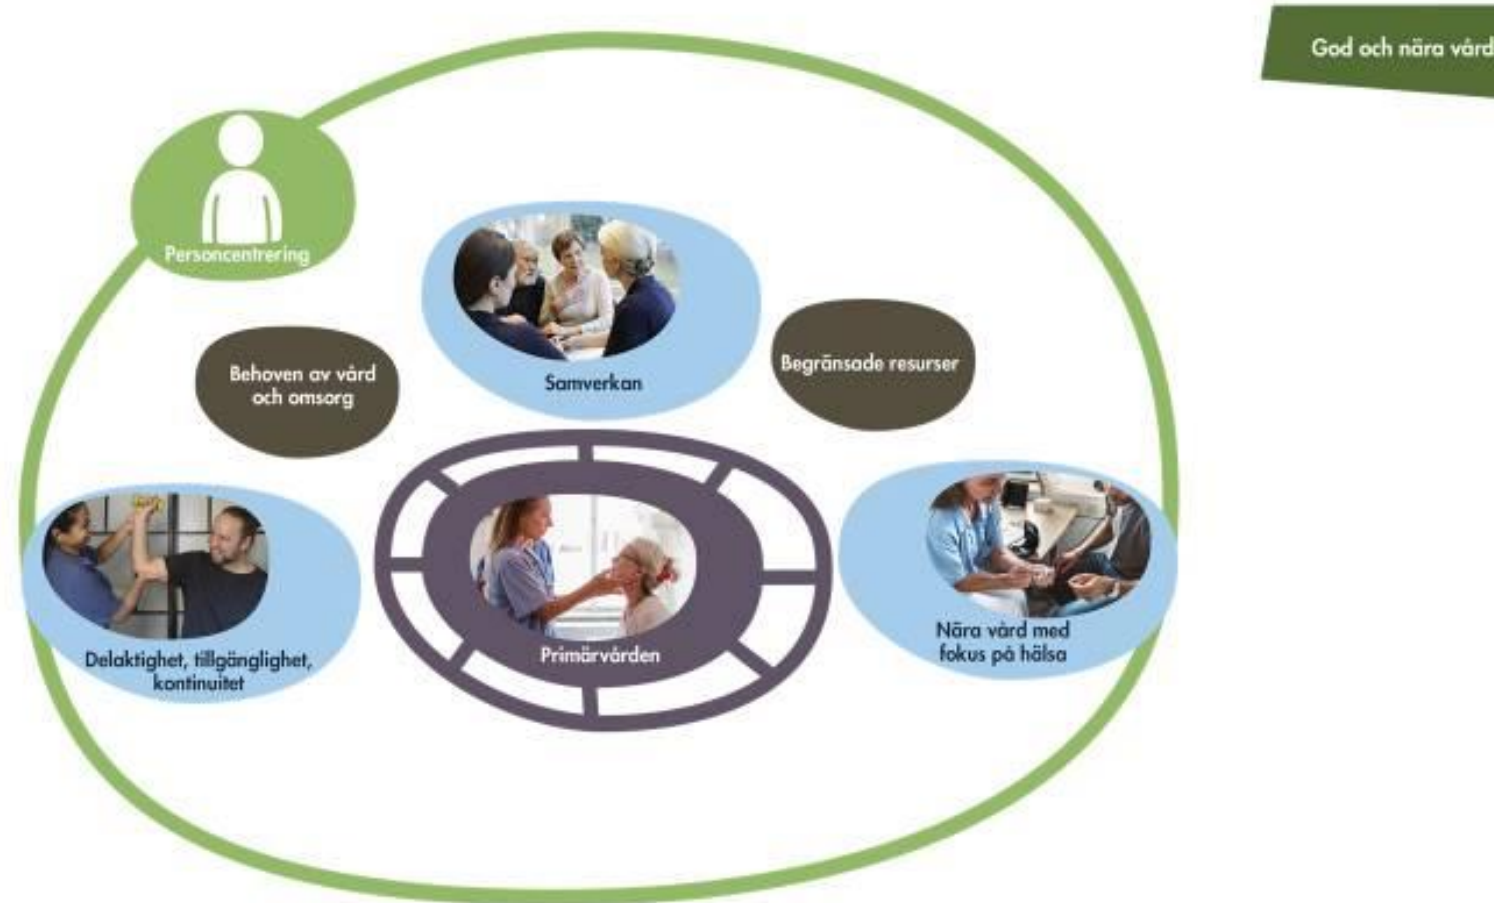 God och nära vård
Personcentrering
Samverkan
Behoven av vård
och omsorg
Begränsade resurser
Delaktighet, tillgänglighet,
kontinuitet
Primärvården
Nära vård med
fokus på hälsa